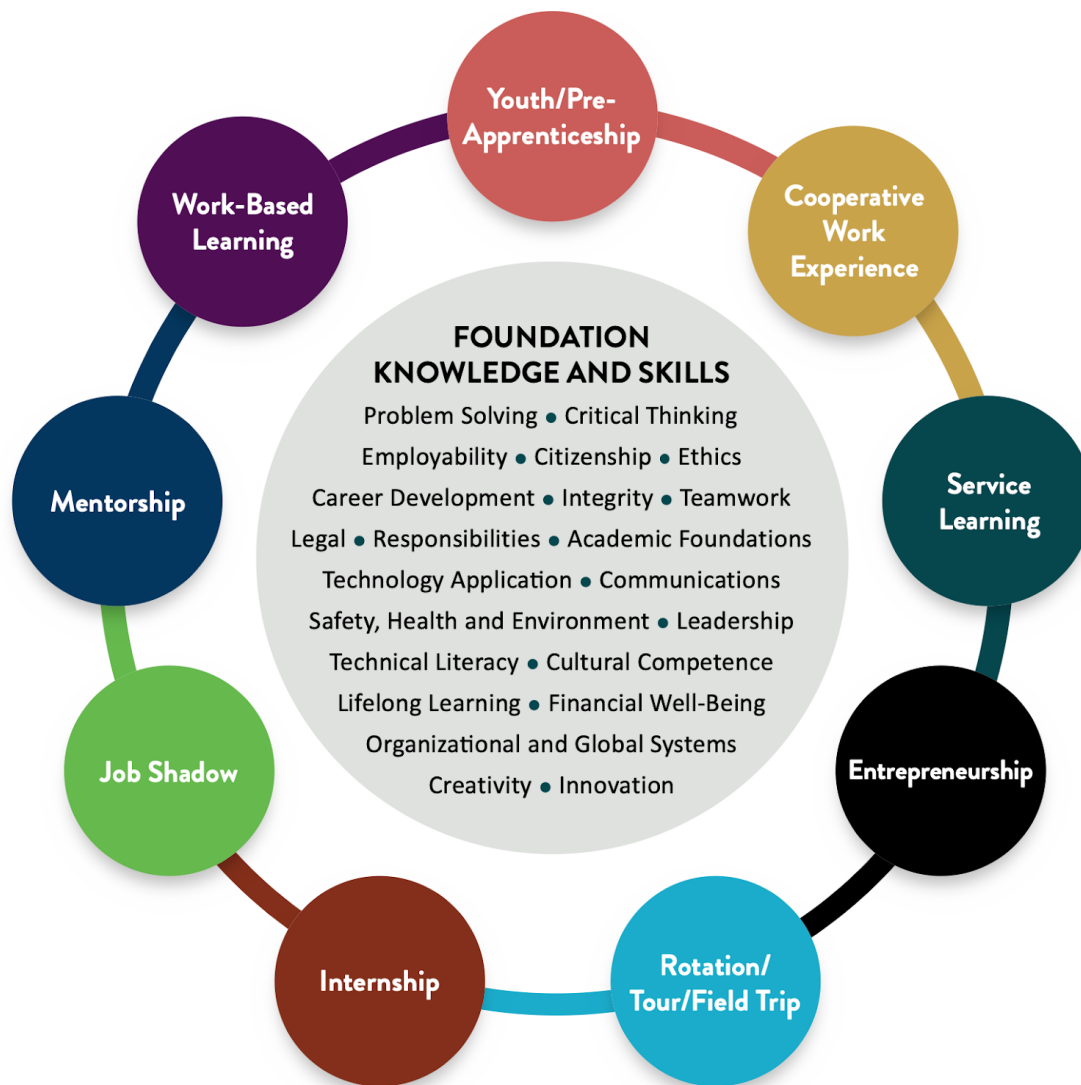 Youth/Pre-
Apprenticeship
Cooperative
Work
Experience
Service
Learning
Entrepreneurship
Rotation/
Tour/Field Trip
Internship
Job Shadow
Mentorship
Work-Based
Learning
FOUNDATION
KNOWLEDGE AND SKILLS
Problem Solving • Critical Thinking
Employability • Citizenship • Ethics
Career Development • Integrity • Teamwork
Legal • Responsibilities • Academic Foundations
Technology Application • Communications
Safety, Health and Environment • Leadership
Technical Literacy • Cultural Competence
Lifelong Learning • Financial Well-Being
Organizational and Global Systems
Creativity • Innovation